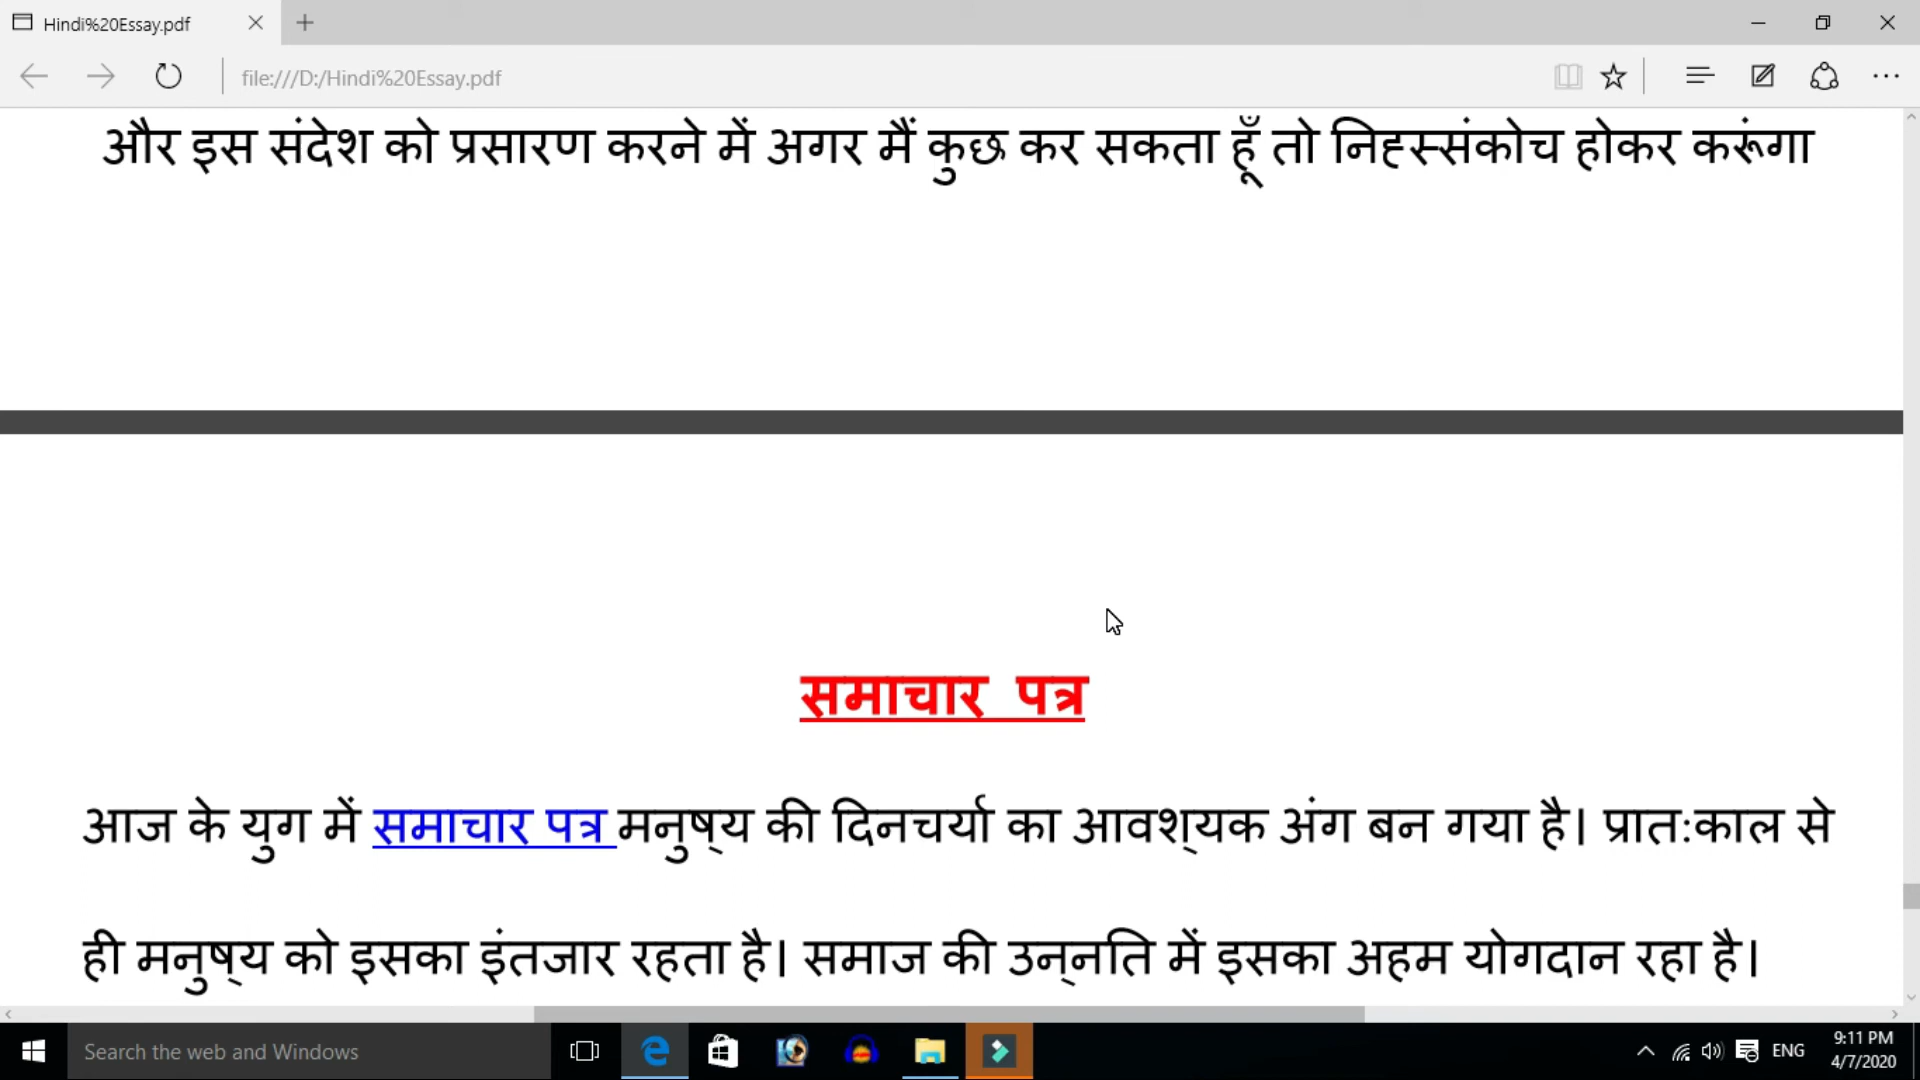 Hindi%20Essay.pdf
file:///D:/Hindi%20Essay.pdf
और इस संदेश को प्रसारण करने में अगर मैं कुछ कर सकता हूँ तो निह्स्संकोच होकर करूंगा
समाचार पत्र
आज के युग में समाचार पत्र मनुष्य की दिनचर्या का आवश्यक अंग बन गया है। प्रात:काल से
ही मनुष्य को इसका इंतजार रहता है। समाज की उन्नति में इसका अहम योगदान रहा है।
Search the web and Windows
ENG
9:11 PM
4/7/2020